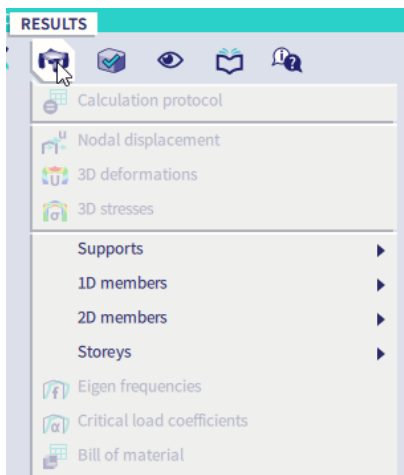 RESULTS
Calculation protocol
Nodal displacement
3D deformations
3D stresses
Supports
1D members
2D members
Storeys
Eigen frequencies
Critical load coefficients
Bill of material